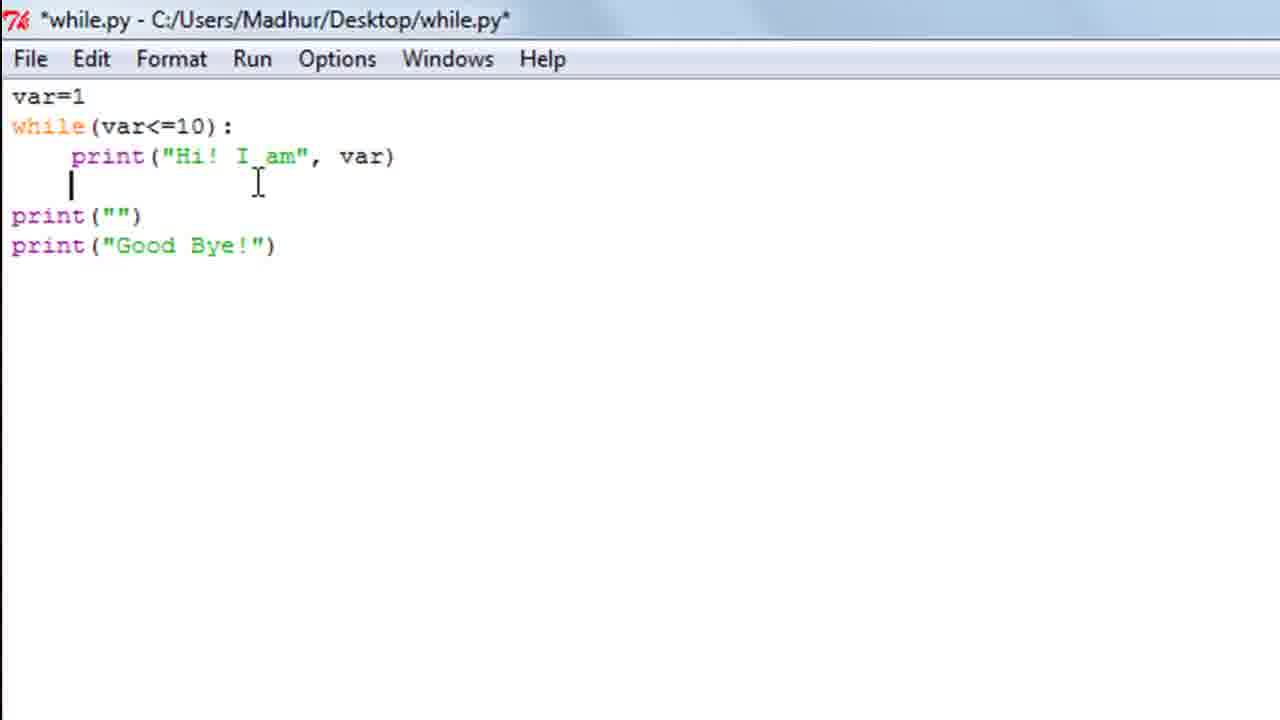 *while.py - C:/Users/Madhur/Desktop/while.py*
File Edit Format Run Options Windows Help
var=1
while(var<=10):
    print("Hi! I am", var)
print("")
print("Good Bye!")